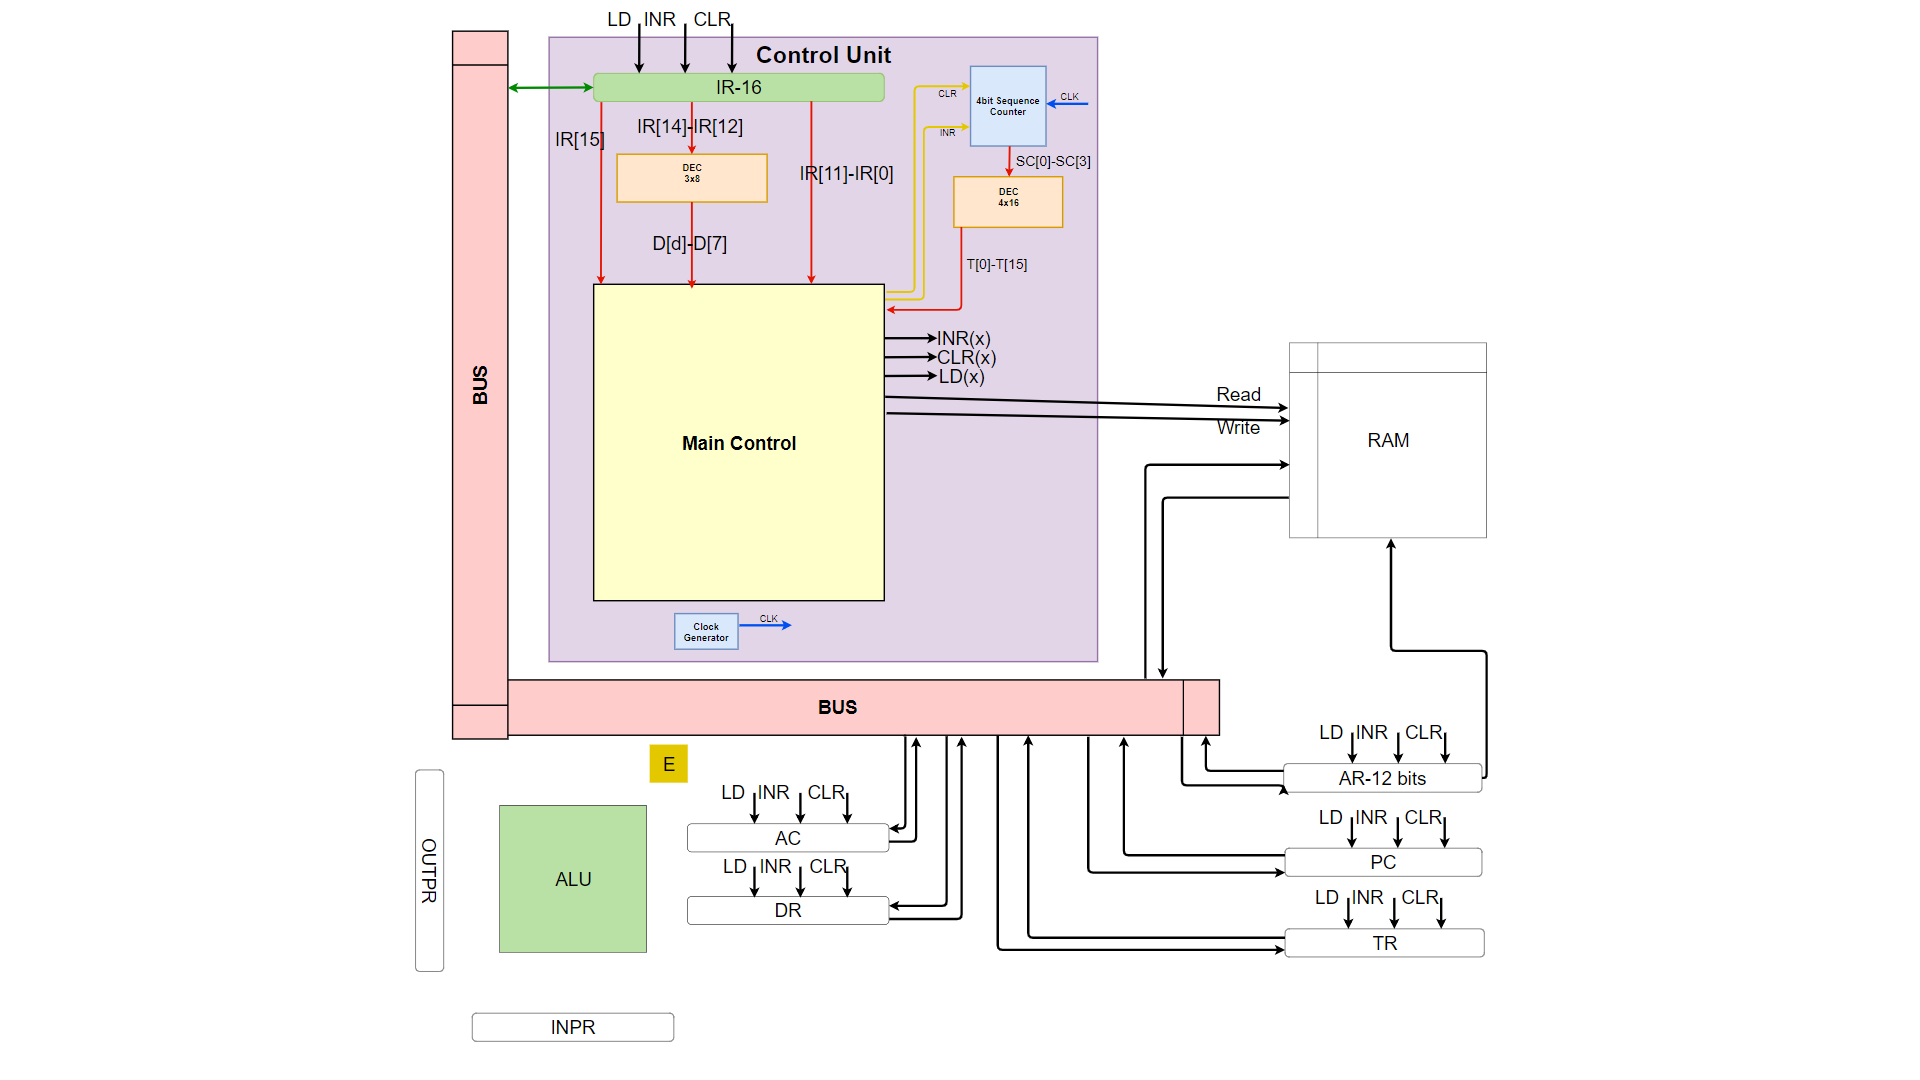 LD INR CLR
Control Unit
IR-16
CLR
4bit Sequence
Counter
CLK
INR
IR[15]
IR[14]-IR[12]
IR[11]-IR[0]
DEC
3x8
SC[0]-SC[3]
DEC
4x16
D[d]-D[7]
T[0]-T[15]
INR(x)
CLR(x)
LD(x)
BUS
Main Control
Read
Write
RAM
Clock
Generator
CLK
BUS
E
LD INR CLR
AR-12 bits
LD INR CLR
AC
LD INR CLR
PC
LD INR CLR
DR
LD INR CLR
TR
OUTPR
ALU
INPR